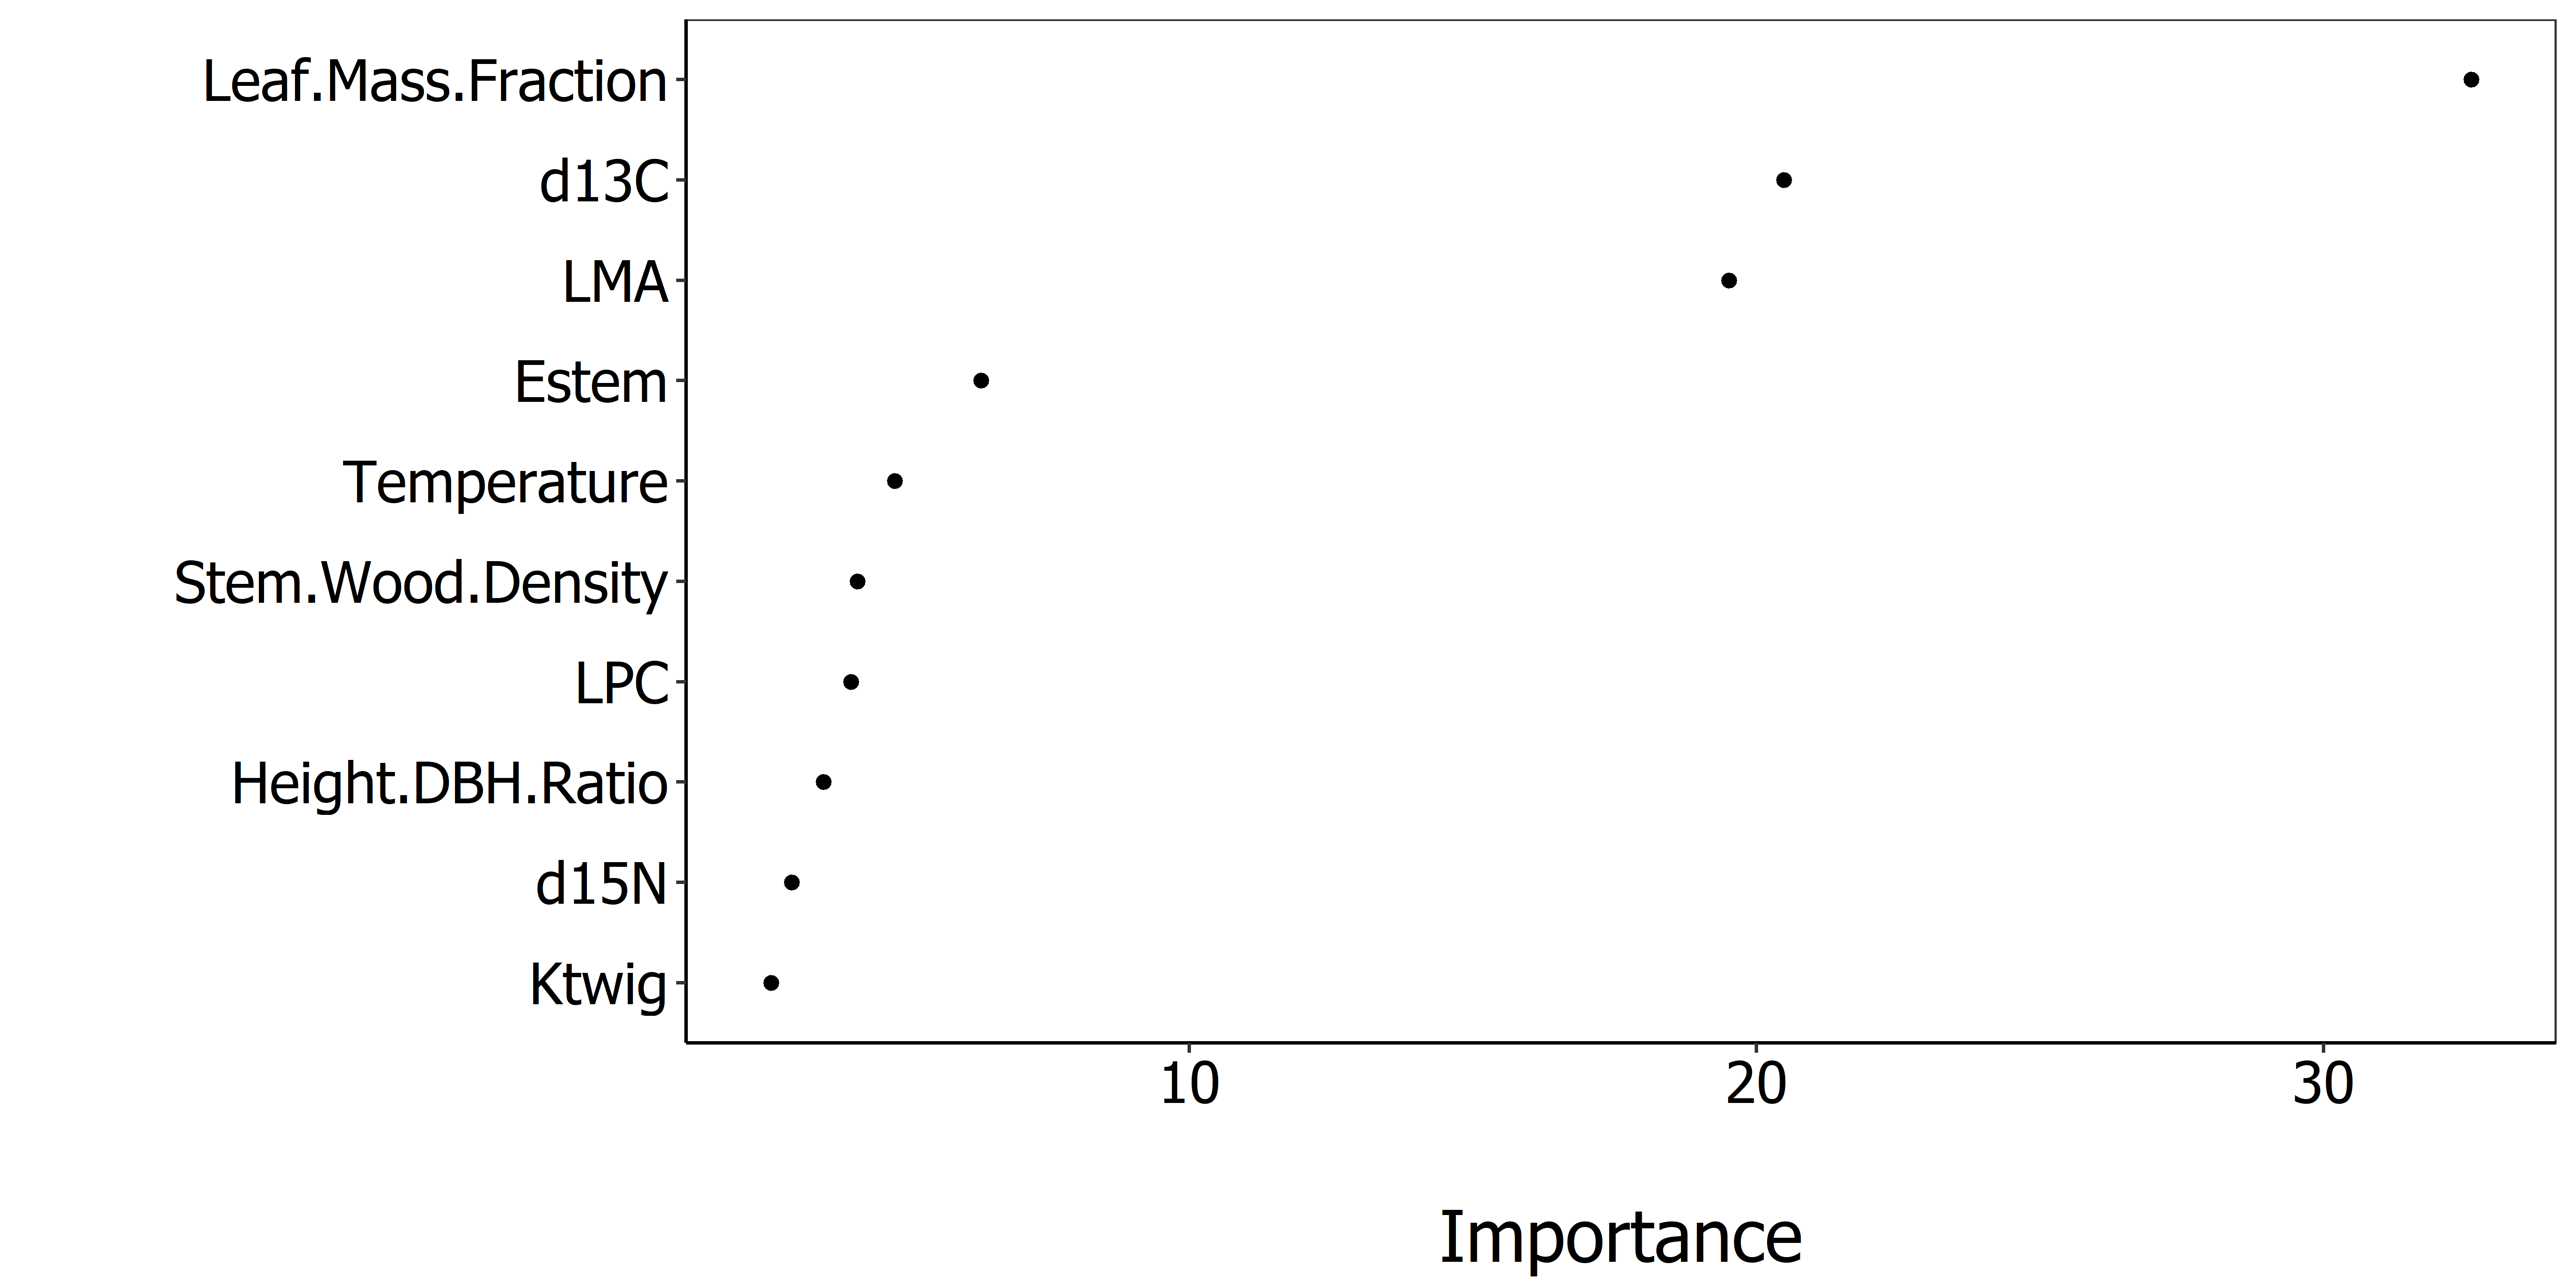 Leaf.Mass.Fraction
d13C
LMA
Estem
Temperature
Stem.Wood.Density
LPC
Height.DBH.Ratio
d15N
Ktwig
10 20 30
Importance